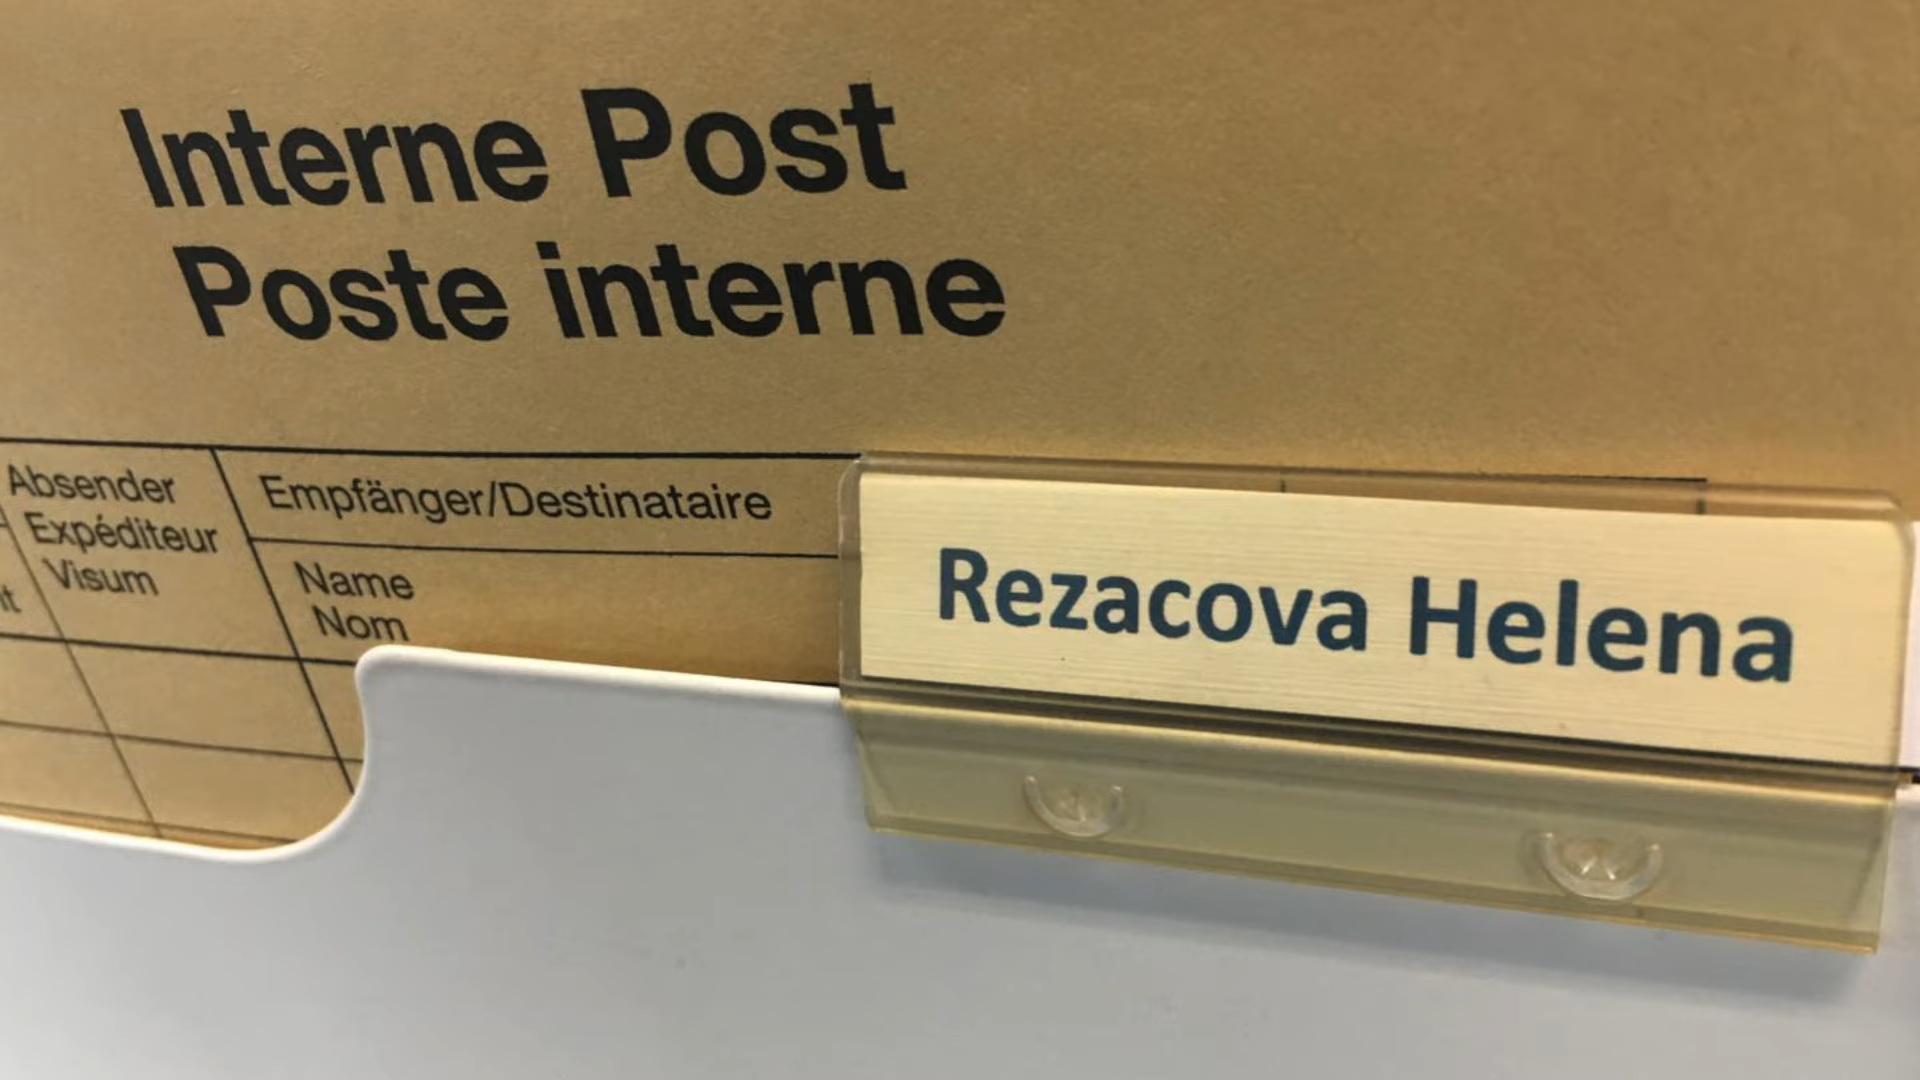 Interne Post
Poste interne
Absender
Expéditeur
Visum
Empfänger/Destinataire
Name
Nom
Rezacova Helena